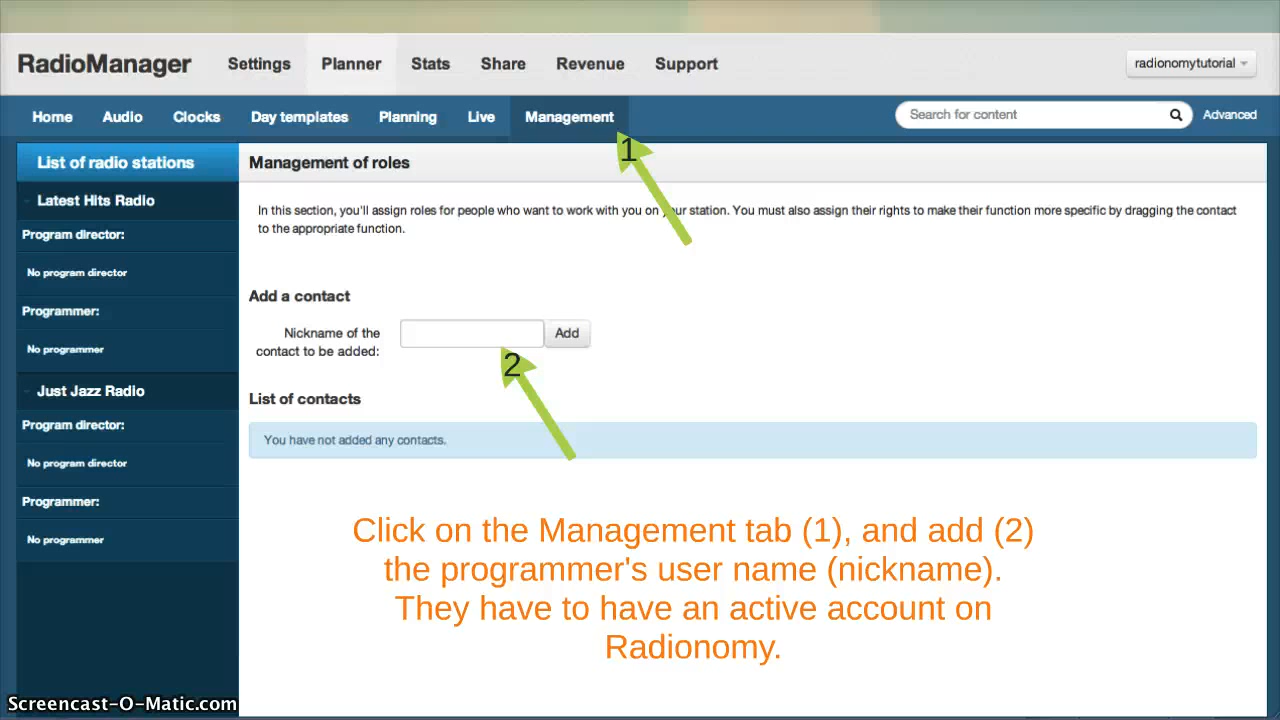 RadioManager Settings Planner Stats Share Revenue Support radionomytutorial
Home Audio Clocks Day templates Planning Live Management Search for content Advanced
List of radio stations
Latest Hits Radio
Program director:
No program director
Programmer:
No programmer
Just Jazz Radio
Program director:
No program director
Programmer:
No programmer
Management of roles
1
In this section, you'll assign roles for people who want to work with you on your station. You must also assign their rights to make their function more specific by dragging the contact
to the appropriate function.
Add a contact
Nickname of the
contact to be added:
Add
2
List of contacts
You have not added any contacts.
Click on the Management tab (1), and add (2)
the programmer's user name (nickname).
They have to have an active account on
Radionomy.
Screencast-O-Matic.com